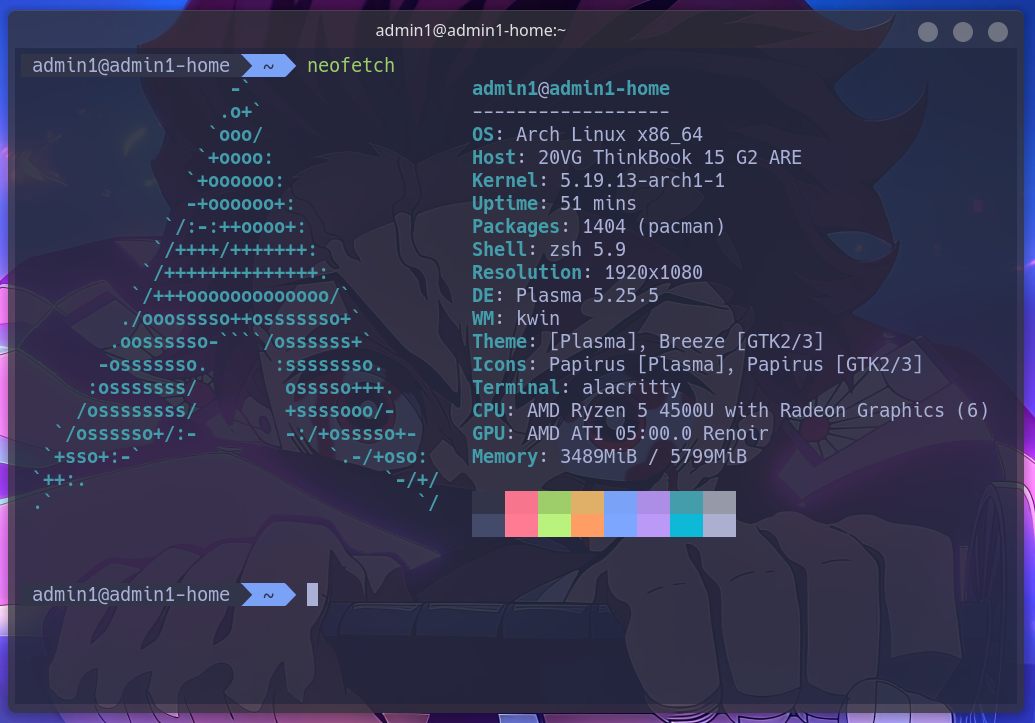 admin1@admin1-home:~
admin1@admin1-home ~ neofetch
-` admin1@admin1-home
.o+` ------------------
`ooo/ OS: Arch Linux x86_64
`+oooo: Host: 20VG ThinkBook 15 G2 ARE
`+oooooo: Kernel: 5.19.13-arch1-1
-+oooooo+: Uptime: 51 mins
`/:-:++oooo+: Packages: 1404 (pacman)
`/++++/+++++++: Shell: zsh 5.9
`/++++++++++++++: Resolution: 1920x1080
`/+++ooooooooooooo/` DE: Plasma 5.25.5
./ooosssso++osssssso+` WM: kwin
.oossssso-````/ossssss+` Theme: [Plasma], Breeze [GTK2/3]
-osssssso. :ssssssso. Icons: Papirus [Plasma], Papirus [GTK2/3]
:osssssss/ osssso+++. Terminal: alacritty
/ossssssss/ +ssssooo/- CPU: AMD Ryzen 5 4500U with Radeon Graphics (6)
`/ossssso+/:- -:/+osssso+- GPU: AMD ATI 05:00.0 Renoir
`+sso+:-` `.-/+oso: Memory: 3489MiB / 5799MiB
`++:. `-/+/
.` `/
admin1@admin1-home ~